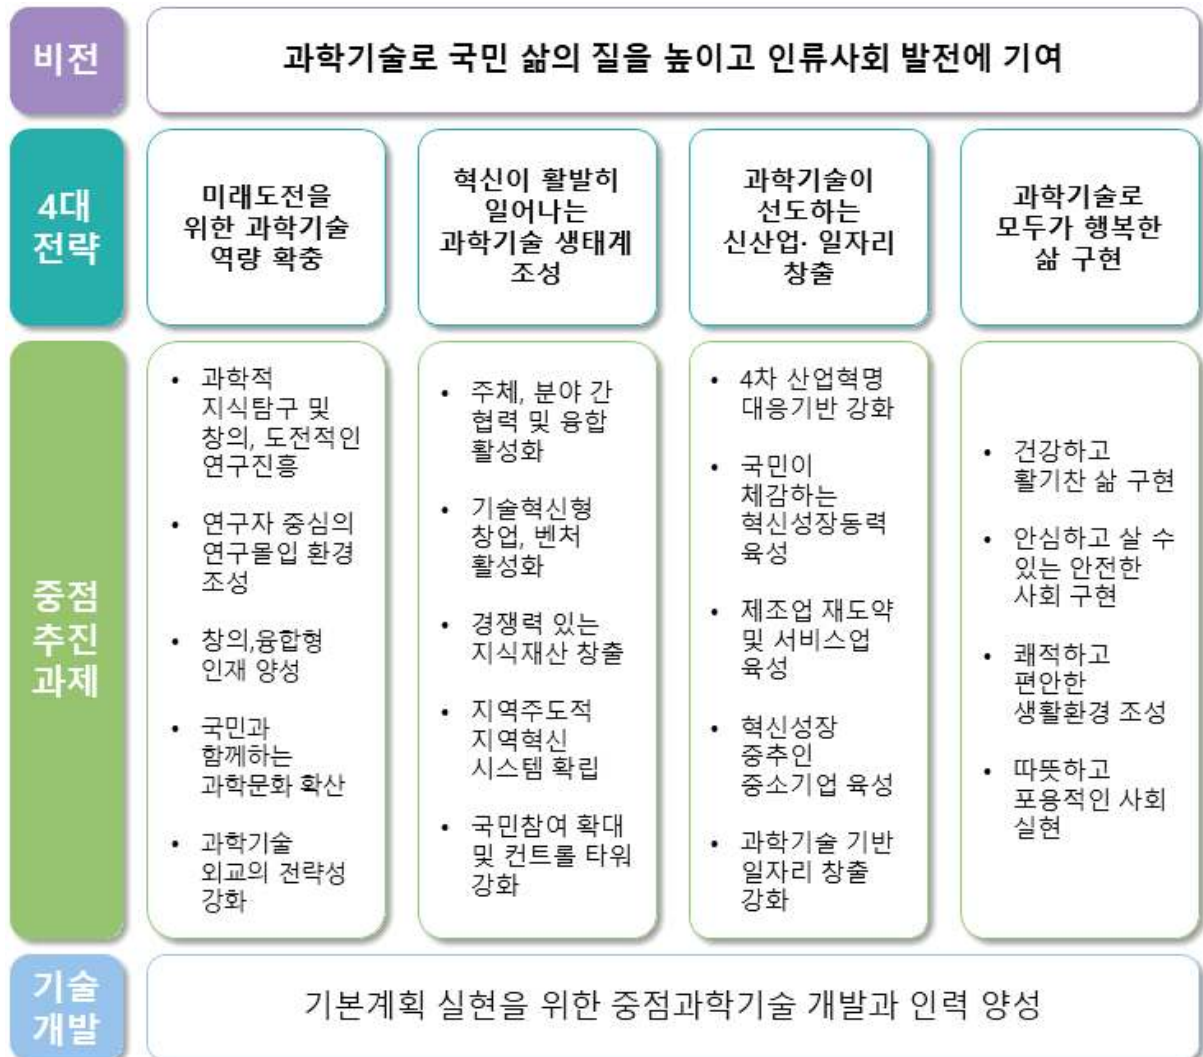 비전
과학기술로 국민 삶의 질을 높이고 인류사회 발전에 기여
4대
전략
미래도전을
위한 과학기술
역량 확충
혁신이 활발히
일어나는
과학기술 생태계
조성
과학기술이
선도하는
신산업· 일자리
창출
과학기술로
모두가 행복한
삶 구현
중점
추진
과제
• 과학적
지식탐구 및
창의, 도전적인
연구진흥
• 연구자 중심의
연구몰입 환경
조성
• 창의,융합형
인재 양성
• 국민과
함께하는
과학문화 확산
• 과학기술
외교의 전략성
강화
• 주체, 분야 간
협력 및 융합
활성화
• 기술혁신형
창업, 벤처
활성화
• 경쟁력 있는
지식재산 창출
• 지역주도적
지역혁신
시스템 확립
• 국민참여 확대
및 컨트롤 타워
강화
• 4차 산업혁명
대응기반 강화
• 국민이
체감하는
혁신성장동력
육성
• 제조업 재도약
및 서비스업
육성
• 혁신성장
중추인
중소기업 육성
• 과학기술 기반
일자리 창출
강화
• 건강하고
활기찬 삶 구현
• 안심하고 살 수
있는 안전한
사회 구현
• 쾌적하고
편안한
생활환경 조성
• 따뜻하고
포용적인 사회
실현
기술
개발
기본계획 실현을 위한 중점과학기술 개발과 인력 양성